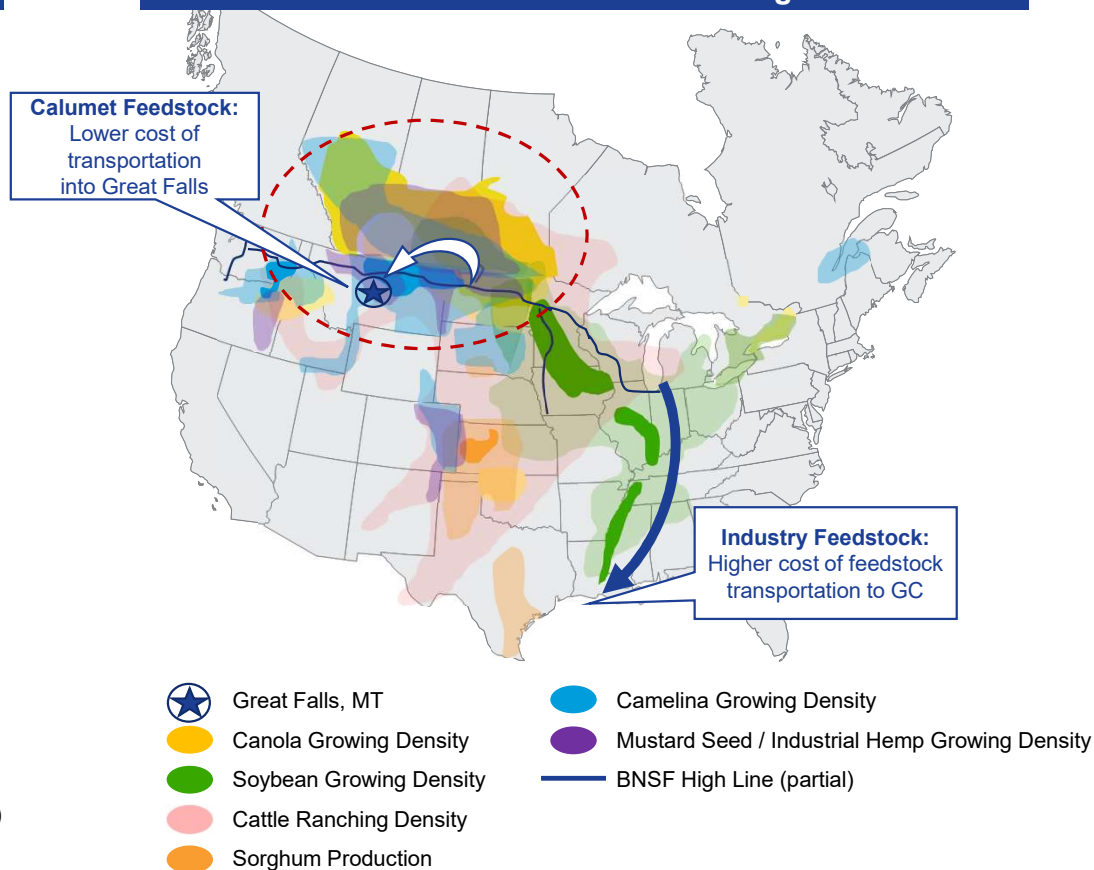 Calumet Feedstock:
Lower cost of
transportation
into Great Falls
Industry Feedstock:
Higher cost of feedstock
transportation to GC
Great Falls, MT
Canola Growing Density
Soybean Growing Density
Cattle Ranching Density
Sorghum Production
Camelina Growing Density
Mustard Seed / Industrial Hemp Growing Density
BNSF High Line (partial)
)